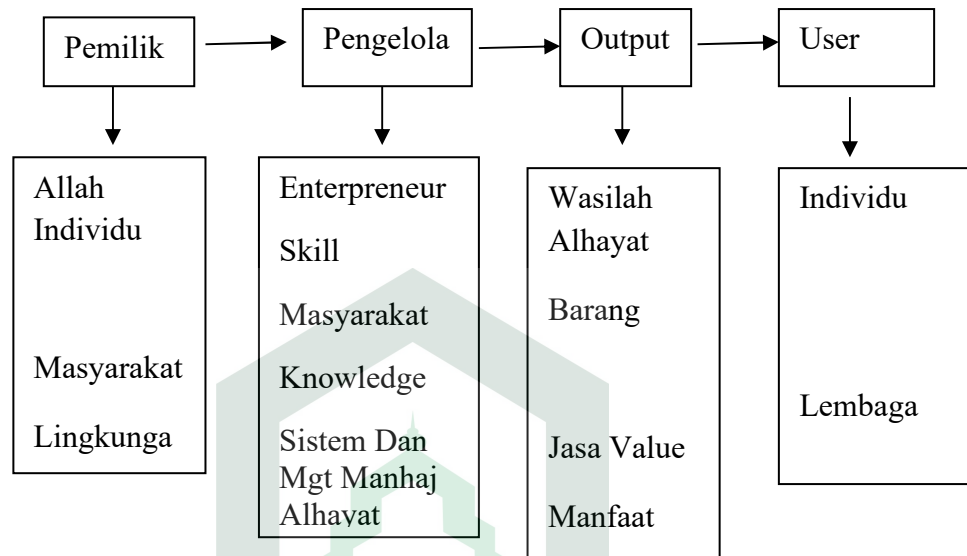 Pemilik
Pengelola
Output
User
Allah
Individu
Masyarakat
Lingkunga
Enterpreneur
Skill
Masyarakat
Knowledge
Sistem Dan
Mgt Manhaj
Alhayat
Wasilah
Alhayat
Barang
Jasa Value
Manfaat
Individu
Lembaga